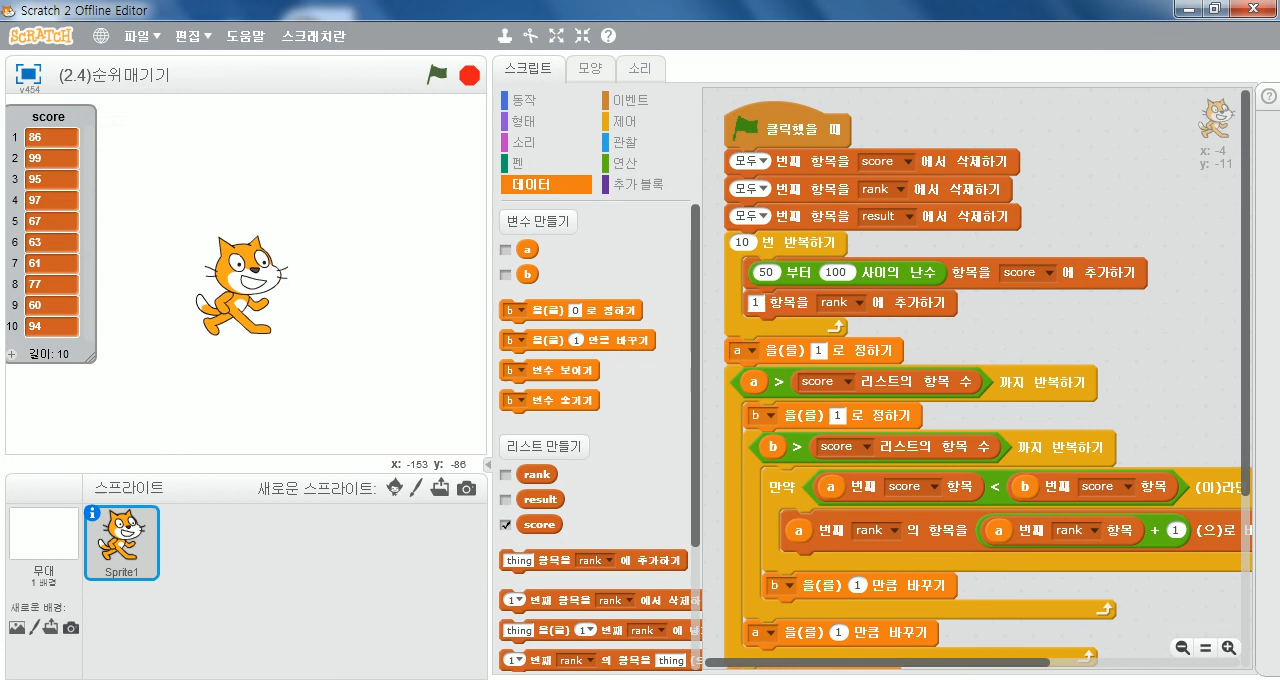 Scratch 2 Offline Editor
SCRATCH 파일 편집 도움말 스크래치란
v454
(2.4)순위매기기
score
1 86
2 99
3 95
4 97
5 67
6 63
7 61
8 77
9 60
10 94
길이: 10
x: -153 y: -86
스프라이트 새로운 스프라이트:
무대
1 배경
새로운 배경:
Sprite1
스크립트 모양 소리
동작 이벤트
형태 제어
소리 관찰
펜 연산
데이터 추가 블록
변수 만들기
a
b
b 을(를) 0 로 정하기
b 을(를) 1 만큼 바꾸기
b 변수 보이기
b 변수 숨기기
리스트 만들기
rank
result
score
thing 항목을 rank 에 추가하기
1 번째 항목을 rank 에서 삭제하
thing 을(를) 1 번째 rank 에
1 번째 rank 의 항목을 thing
클릭했을 때
모두 번째 항목을 score 에서 삭제하기
모두 번째 항목을 rank 에서 삭제하기
모두 번째 항목을 result 에서 삭제하기
10 번 반복하기
50 부터 100 사이의 난수 항목을 score 에 추가하기
1 항목을 rank 에 추가하기
a 을(를) 1 로 정하기
a > score 리스트의 항목 수 까지 반복하기
b 을(를) 1 로 정하기
b > score 리스트의 항목 수 까지 반복하기
만약 a 번째 score 항목 < b 번째 score 항목 (이)라면
a 번째 rank 의 항목을 a 번째 rank 항목 + 1 (으)로
b 을(를) 1 만큼 바꾸기
a 을(를) 1 만큼 바꾸기
x: -4
y: -11